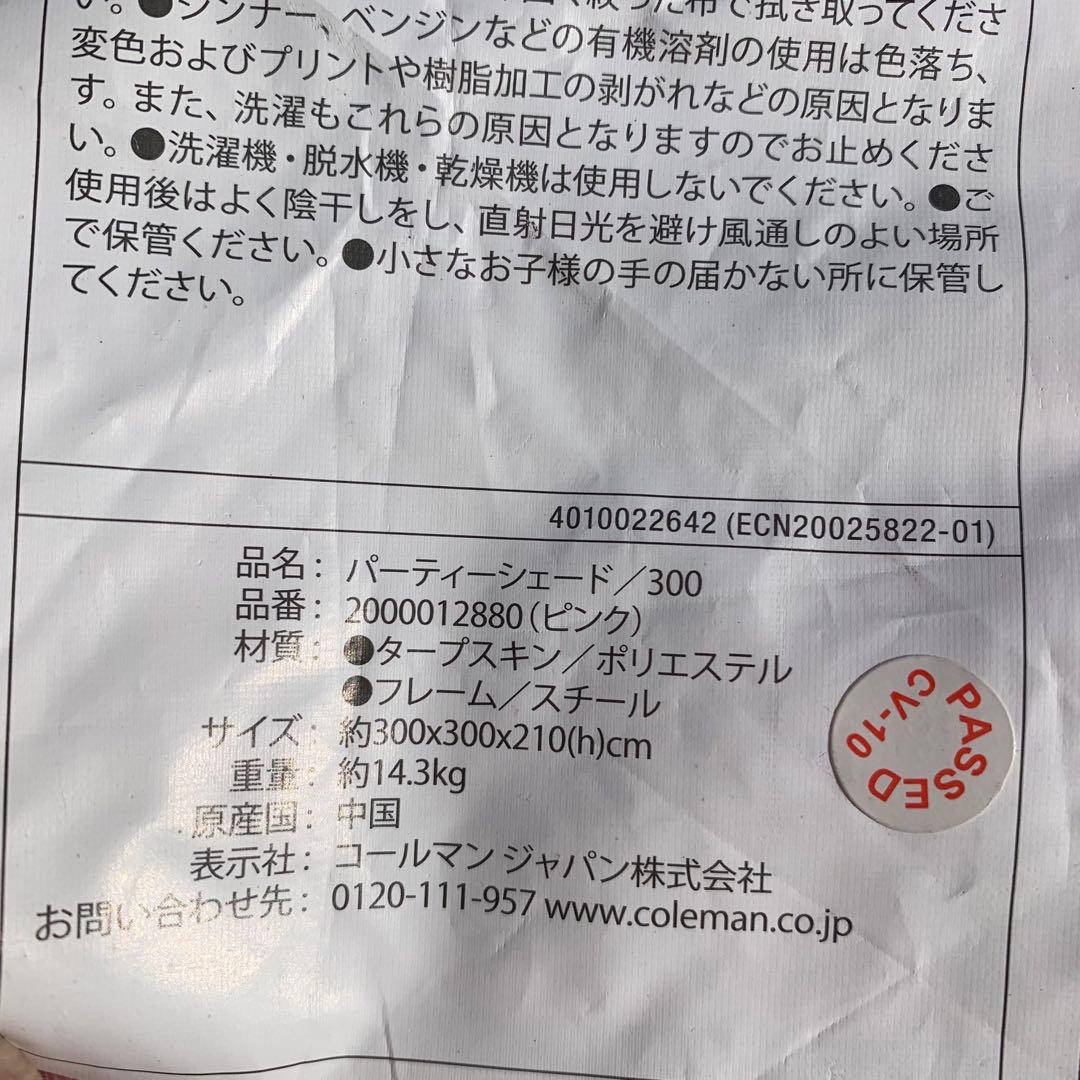 い。●シンナー、ベンジンなどの有機溶剤の使用は色落ち、
絞った布で拭き取ってくださ
変色およびプリントや樹脂加工の剥がれなどの原因となりま
す。また、洗濯もこれらの原因となりますのでお止めくださ
い。●洗濯機・脱水機・乾燥機は使用しないでください。●ご
使用後はよく陰干しをし、直射日光を避け風通しのよい場所
で保管ください。●小さなお子様の手の届かない所に保管し
てください。
4010022642 (ECN20025822-01)
品名： パーティーシェード／300
品番： 2000012880（ピンク）
材質： ●タープスキン／ポリエステル
●フレーム／スチール
サイズ： 約300x300x210(h)cm
重量： 約14.3kg
原産国： 中国
表示社： コールマン ジャパン株式会社
お問い合わせ先： 0120-111-957 www.coleman.co.jp
PASSED
CV-10